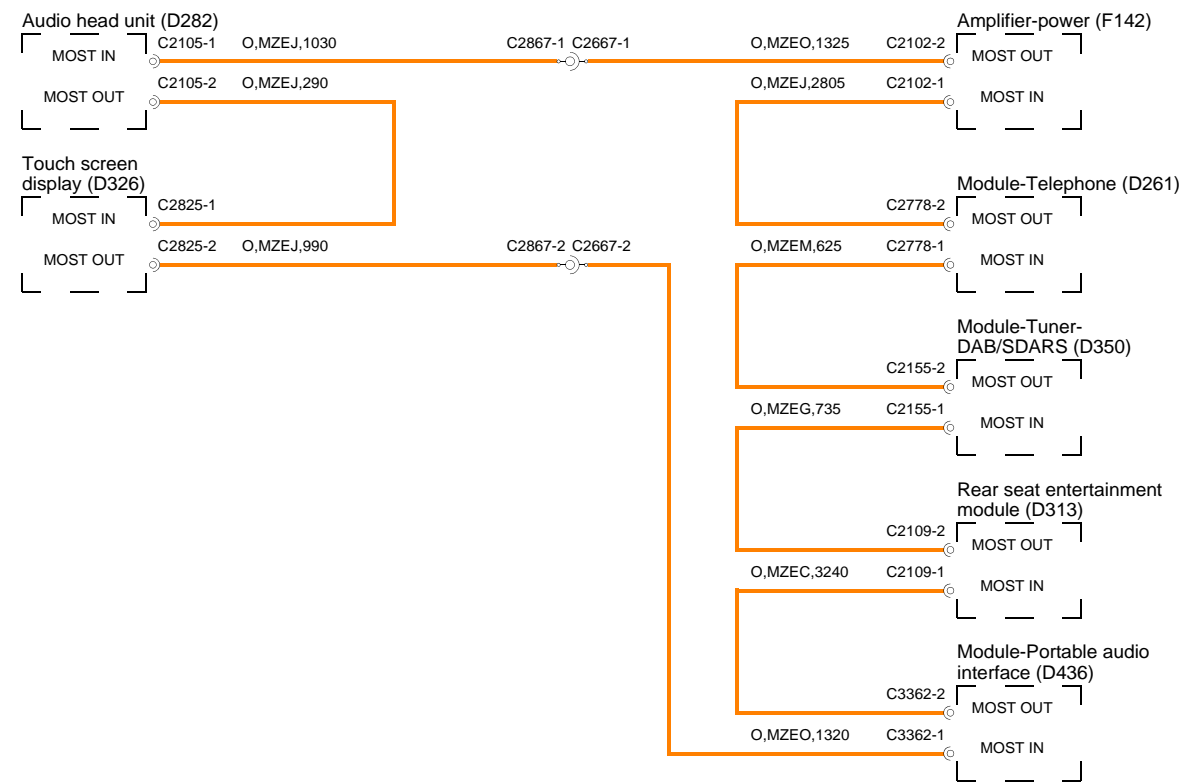 Audio head unit (D282)
MOST IN
C2105-1
O,MZEJ,1030
C2867-1
C2667-1
O,MZEO,1325
C2102-2
Amplifier-power (F142)
MOST OUT
MOST OUT
C2105-2
O,MZEJ,290
O,MZEJ,2805
C2102-1
MOST IN
Touch screen
display (D326)
MOST IN
C2825-1
MOST OUT
C2825-2
O,MZEJ,990
C2867-2
C2667-2
Module-Telephone (D261)
C2778-2
MOST OUT
O,MZEM,625
C2778-1
MOST IN
Module-Tuner-
DAB/SDARS (D350)
C2155-2
MOST OUT
O,MZEG,735
C2155-1
MOST IN
Rear seat entertainment
module (D313)
C2109-2
MOST OUT
O,MZEC,3240
C2109-1
MOST IN
Module-Portable audio
interface (D436)
C3362-2
MOST OUT
O,MZEO,1320
C3362-1
MOST IN